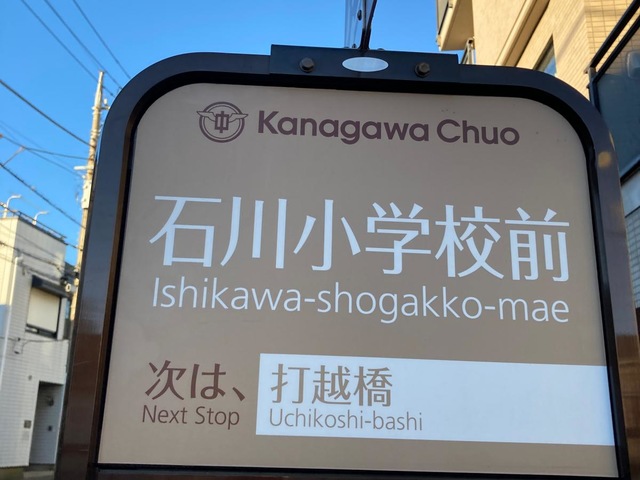 中 Kanagawa Chuo
石川小学校前
Ishikawa-shogakko-mae
次は、 打越橋
Next Stop Uchikoshi-bashi